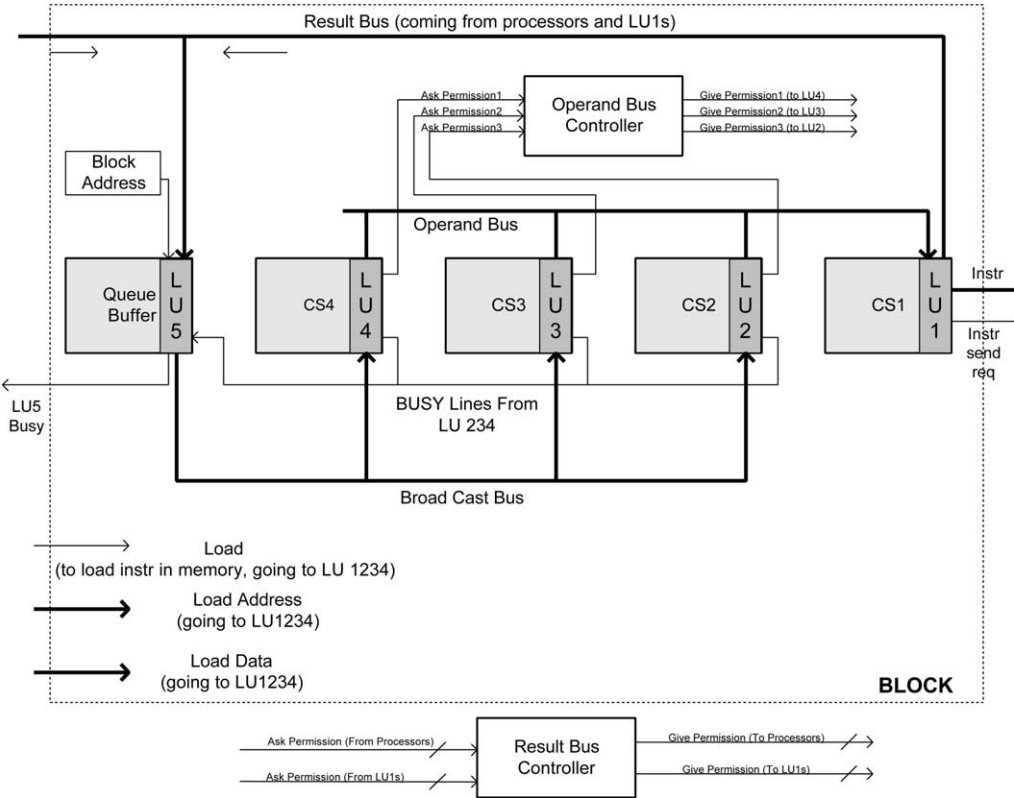 Result Bus (coming from processors and LU1s)
Ask Permission1
Ask Permission2
Ask Permission3
Operand Bus
Controller
Give Permission1 (to LU4)
Give Permission2 (to LU3)
Give Permission3 (to LU2)
Block
Address
Operand Bus
Queue
Buffer
L
U
5
CS4
L
U
4
CS3
L
U
3
CS2
L
U
2
CS1
L
U
1
Instr
Instr
send
req
LU5
Busy
BUSY Lines From
LU 234
Broad Cast Bus
Load
(to load instr in memory, going to LU 1234)
Load Address
(going to LU1234)
Load Data
(going to LU1234)
BLOCK
Ask Permission (From Processors)
Ask Permission (From LU1s)
Result Bus
Controller
Give Permission (To Processors)
Give Permission (To LU1s)